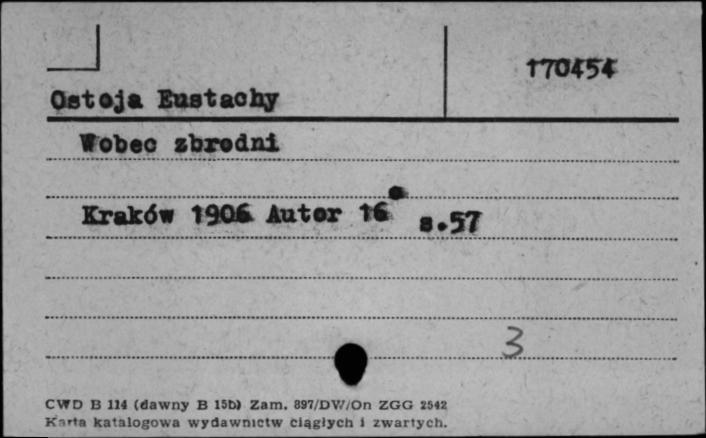 170454
Ostoja Eustachy
Wobec zbrodni
Kraków 1906 Autor 16° s.57
3
CWD B 114 (dawny B 15b) Zam. 897/DW/On ZGG 2542
Karta katalogowa wydawnictw ciągłych i zwartych.